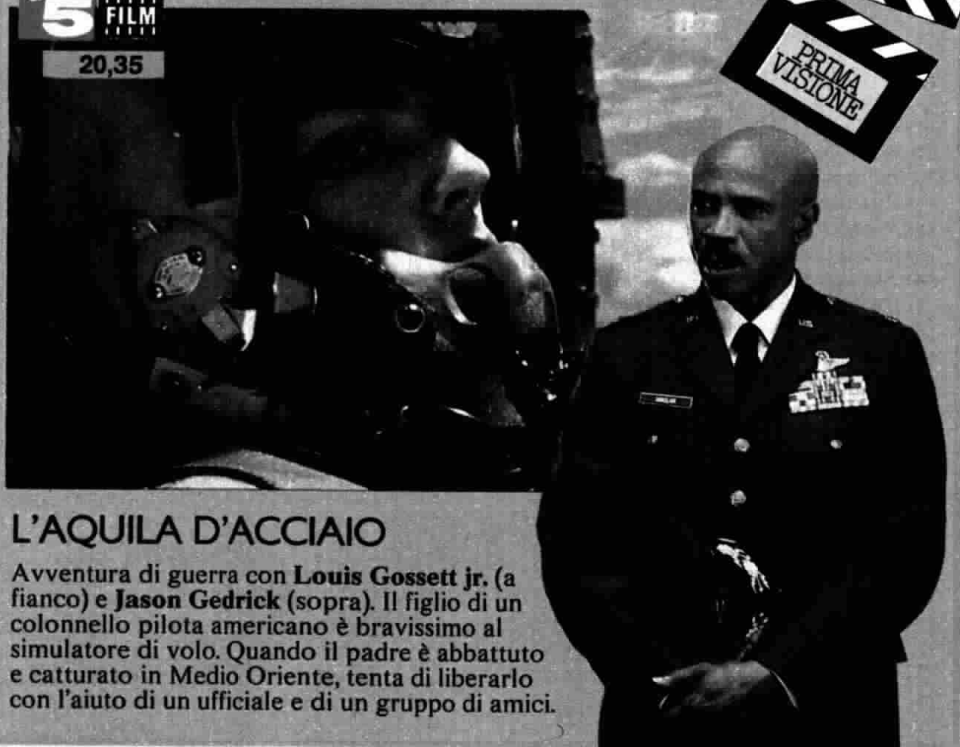 5
FILM
20,35
PRIMA
VISIONE
US
L'AQUILA D'ACCIAIO
Avventura di guerra con Louis Gossett jr. (a
fianco) e Jason Gedrick (sopra). Il figlio di un
colonnello pilota americano è bravissimo al
simulatore di volo. Quando il padre è abbattuto
e catturato in Medio Oriente, tenta di liberarlo
con l'aiuto di un ufficiale e di un gruppo di amici.